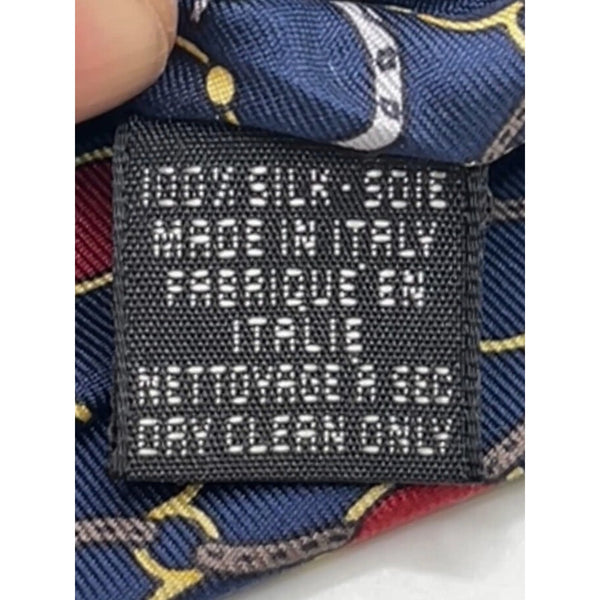 100% SILK - SOIE
MADE IN ITALY
FABRIQUE EN
ITALIE
NETTOYAGE A SEC
DRY CLEAN ONLY